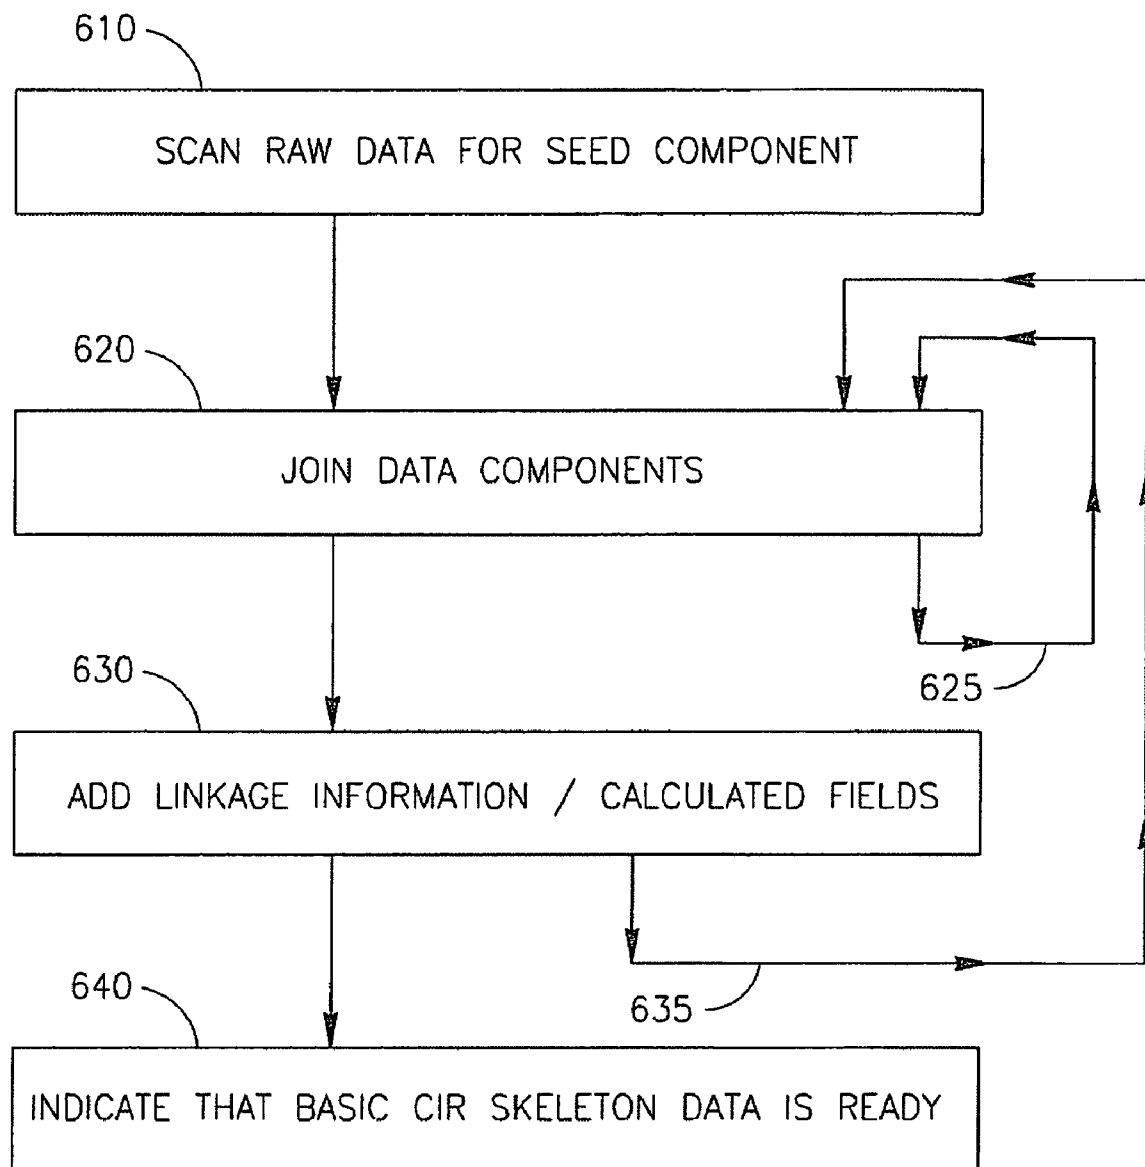 610
SCAN RAW DATA FOR SEED COMPONENT
620
JOIN DATA COMPONENTS
625
630
ADD LINKAGE INFORMATION / CALCULATED FIELDS
635
640
INDICATE THAT BASIC CIR SKELETON DATA IS READY